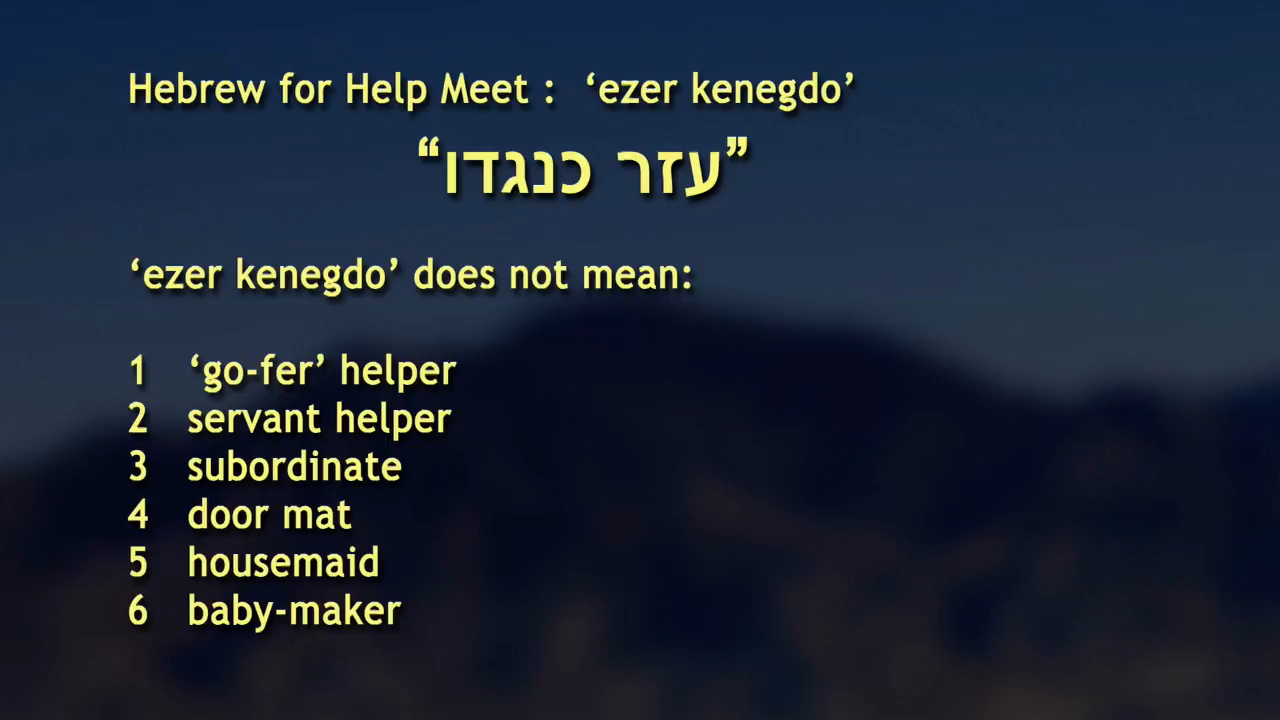 Hebrew for Help Meet : ‘ezer kenegdo’
”עזר כנגדו“
‘ezer kenegdo’ does not mean:
1 ‘go-fer’ helper
2 servant helper
3 subordinate
4 door mat
5 housemaid
6 baby-maker